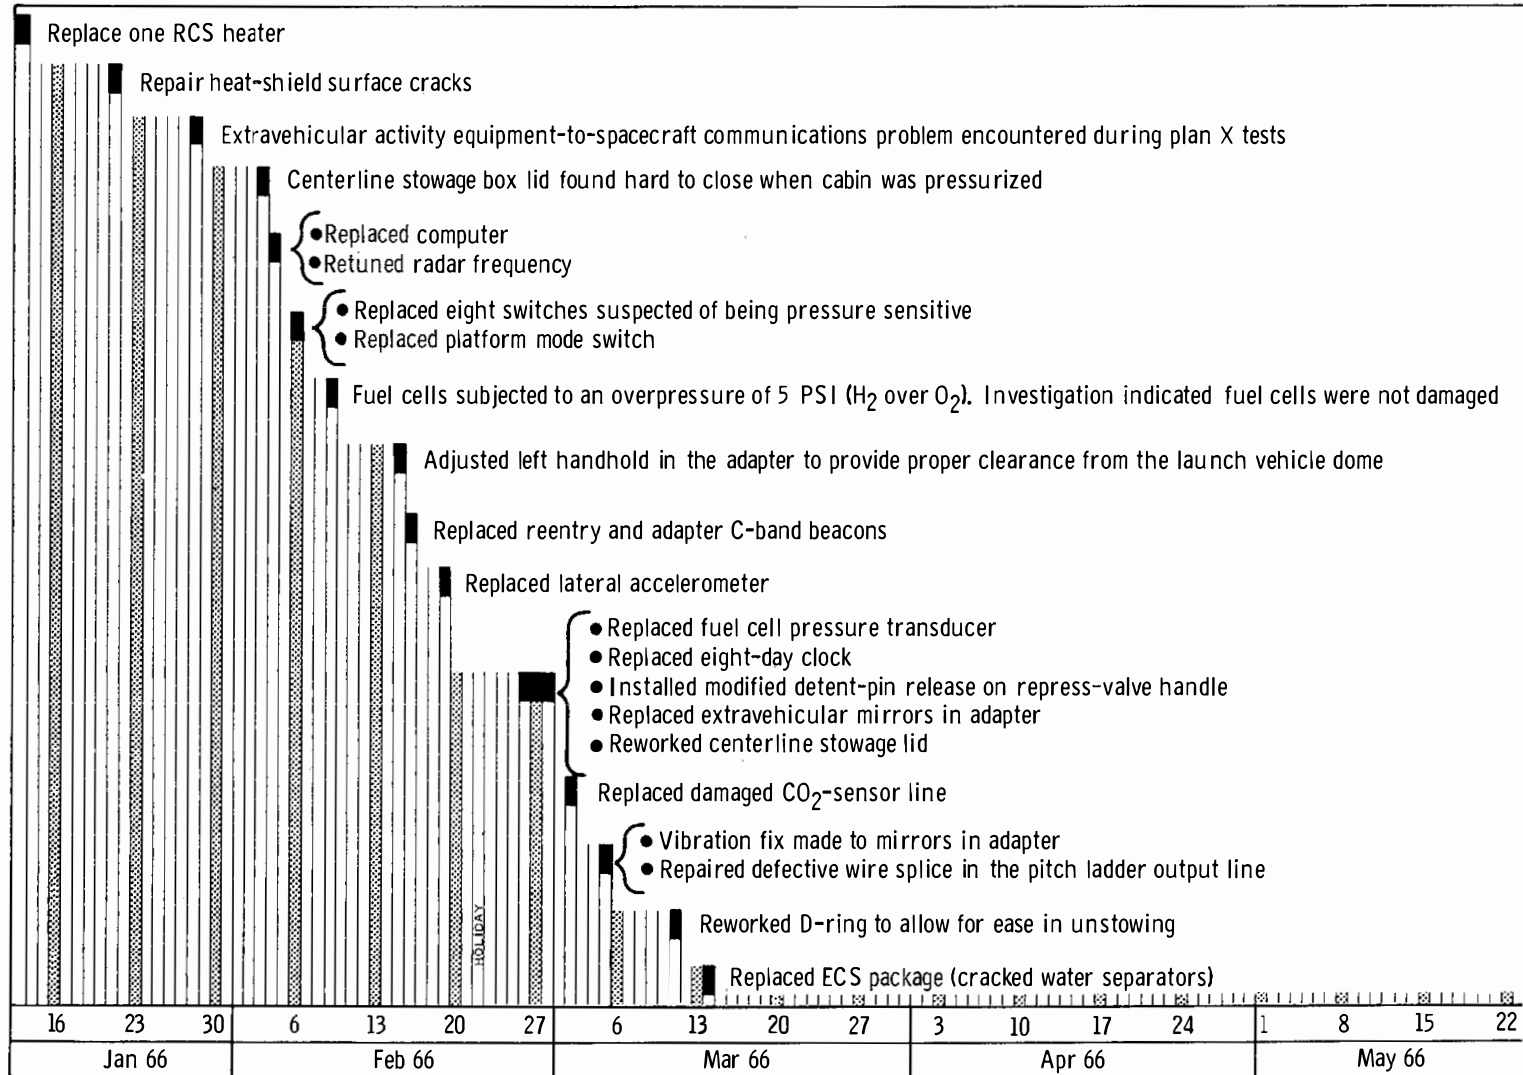 Replace one RCS heater
Repair heat-shield surface cracks
Extravehicular activity equipment-to-spacecraft communications problem encountered during plan X tests
Centerline stowage box lid found hard to close when cabin was pressurized
●Replaced computer
●Retuned radar frequency
● Replaced eight switches suspected of being pressure sensitive
● Replaced platform mode switch
Fuel cells subjected to an overpressure of 5 PSI (H2 over O2). Investigation indicated fuel cells were not damaged
Adjusted left handhold in the adapter to provide proper clearance from the launch vehicle dome
Replaced reentry and adapter C-band beacons
Replaced lateral accelerometer
● Replaced fuel cell pressure transducer
● Replaced eight-day clock
● Installed modified detent-pin release on repress-valve handle
● Replaced extravehicular mirrors in adapter
● Reworked centerline stowage lid
Replaced damaged CO2-sensor line
● Vibration fix made to mirrors in adapter
● Repaired defective wire splice in the pitch ladder output line
HOLIDAY
Reworked D-ring to allow for ease in unstowing
Replaced ECS package (cracked water separators)
16 23 30 6 13 20 27 6 13 20 27 3 10 17 24 1 8 15 22
Jan 66 Feb 66 Mar 66 Apr 66 May 66